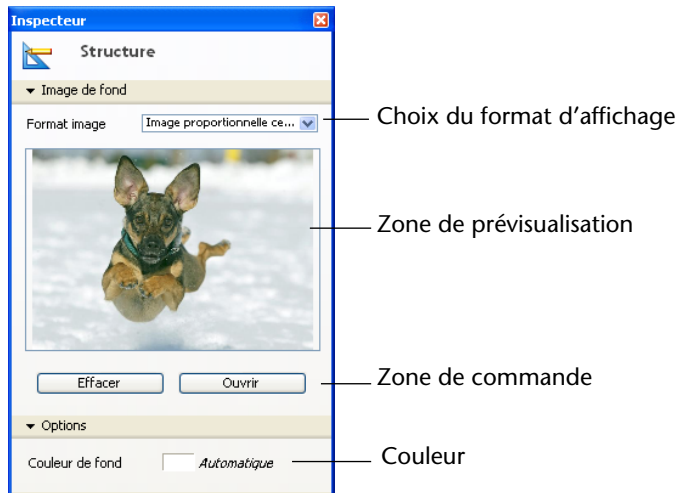 Inspecteur
Structure
Image de fond
Format image
Image proportionnelle ce...
Choix du format d’affichage
Zone de prévisualisation
Effacer
Ouvrir
Zone de commande
Options
Couleur de fond
Automatique
Couleur